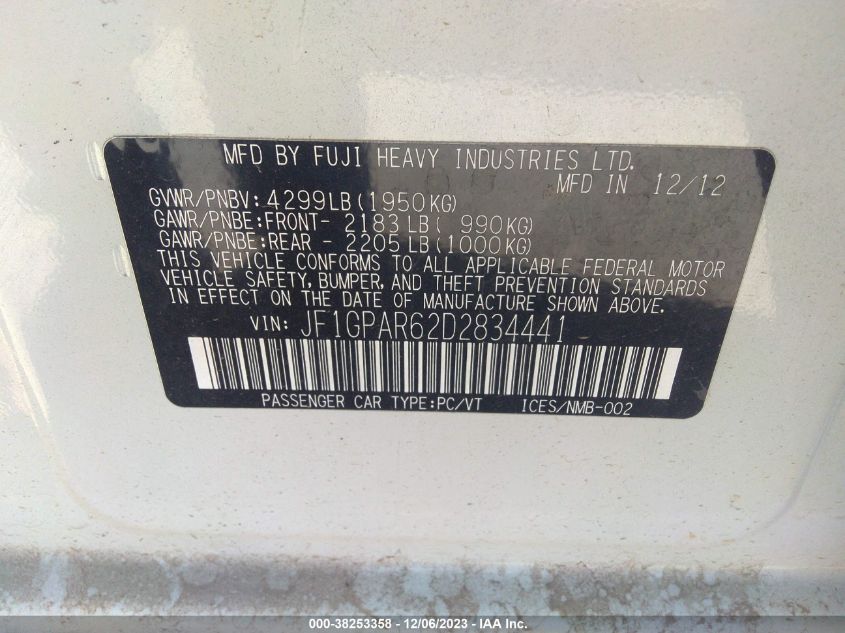 MFD BY FUJI HEAVY INDUSTRIES LTD.
MFD IN 12/12
GVWR/PNBV: 4299LB (1950KG)
GAWR/PNBE: FRONT- 2183 LB ( 990KG)
GAWR/PNBE: REAR - 2205 LB (1000KG)
THIS VEHICLE CONFORMS TO ALL APPLICABLE FEDERAL MOTOR
VEHICLE SAFETY, BUMPER, AND THEFT PREVENTION STANDARDS
IN EFFECT ON THE DATE OF MANUFACTURE SHOWN ABOVE.
VIN: JF1GPAR62D2834441
PASSENGER CAR TYPE:PC/VT ICES/NMB-002
000-38253358 - 12/06/2023 - IAA Inc.